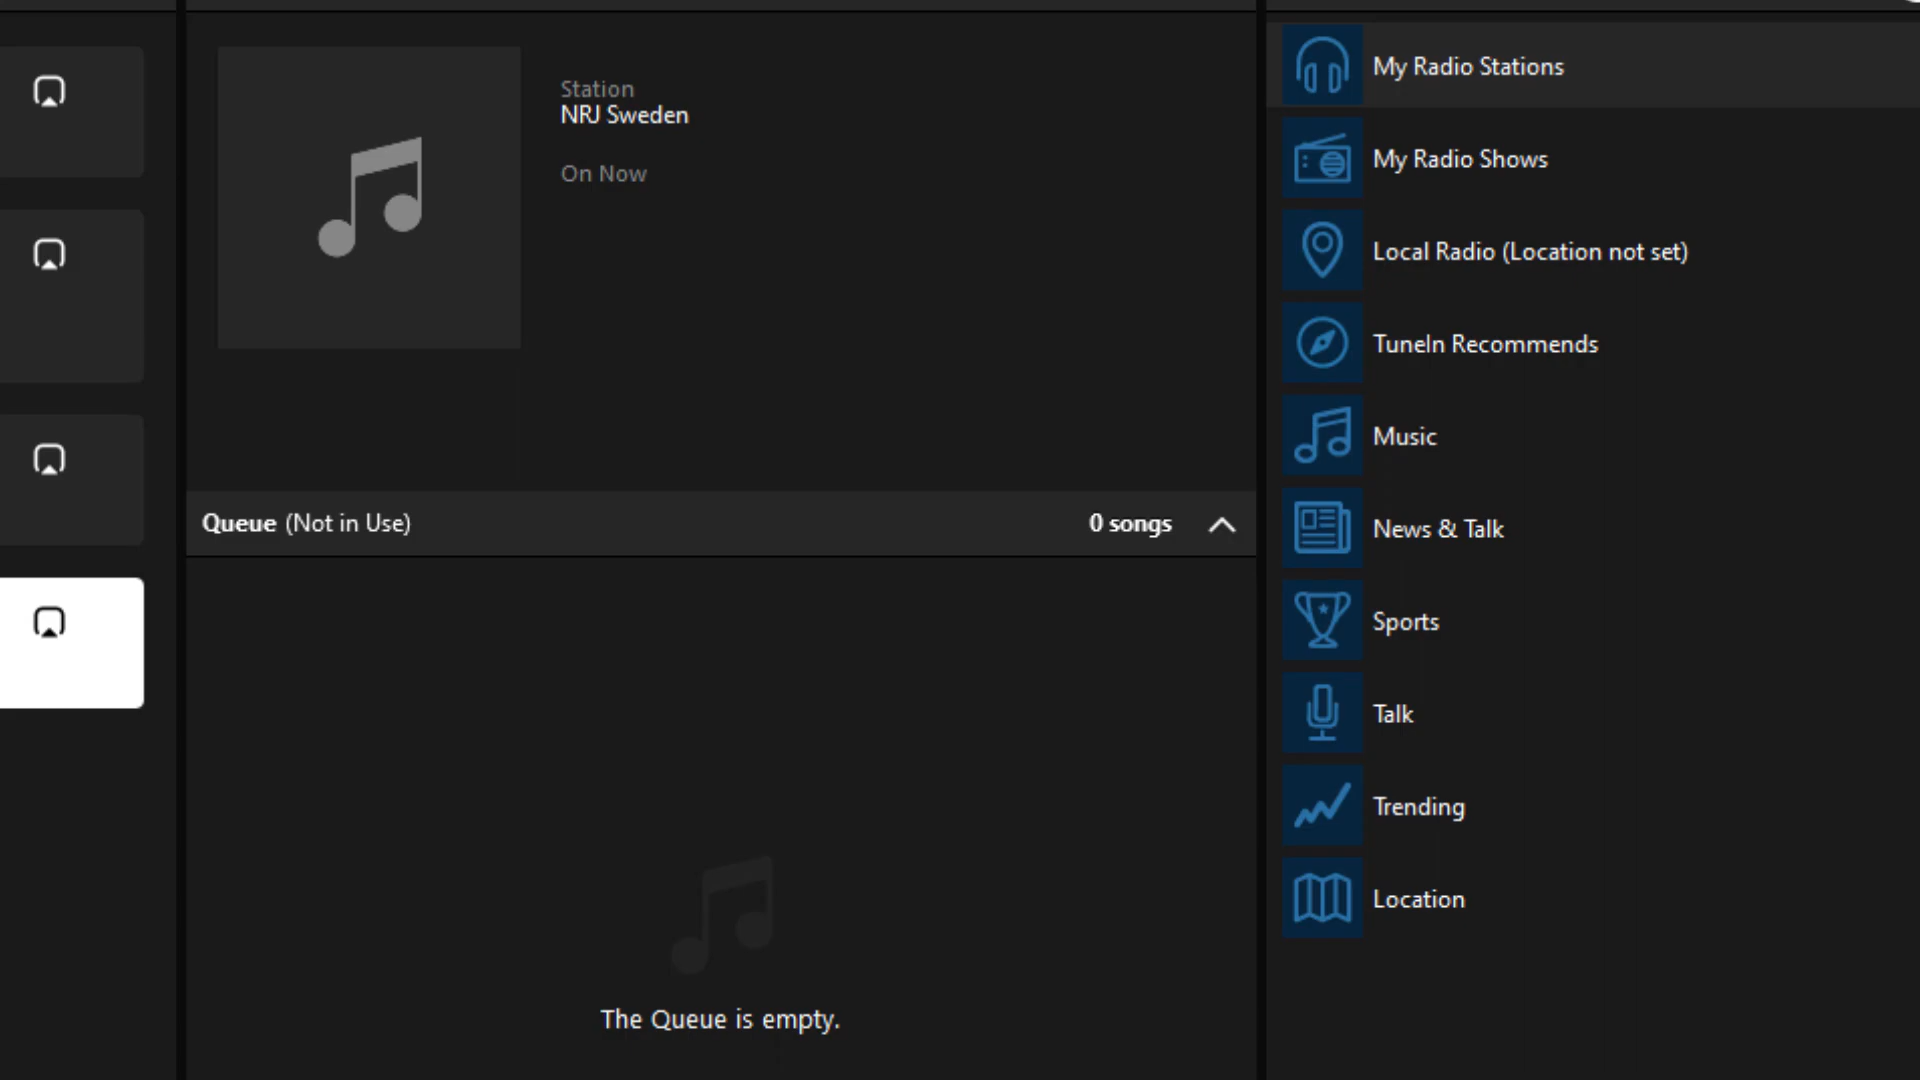 Station
NRJ Sweden
On Now
Queue (Not in Use)
0 songs
The Queue is empty.
My Radio Stations
My Radio Shows
Local Radio (Location not set)
TuneIn Recommends
Music
News & Talk
Sports
Talk
Trending
Location